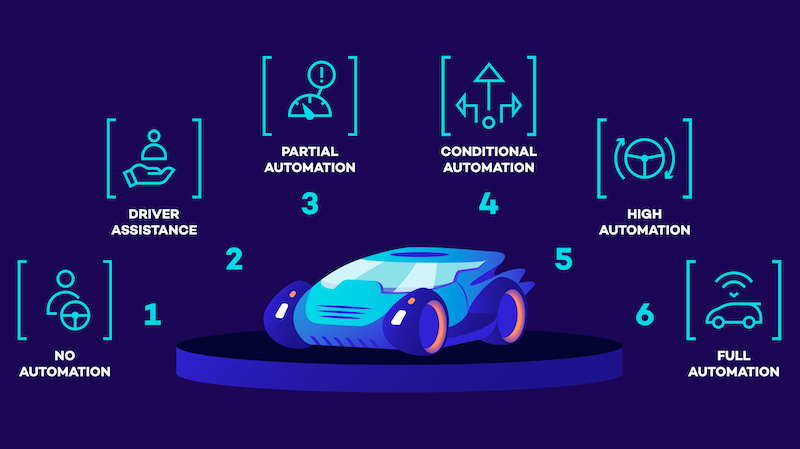 NO
AUTOMATION
1
DRIVER
ASSISTANCE
2
PARTIAL
AUTOMATION
3
CONDITIONAL
AUTOMATION
4
HIGH
AUTOMATION
5
FULL
AUTOMATION
6